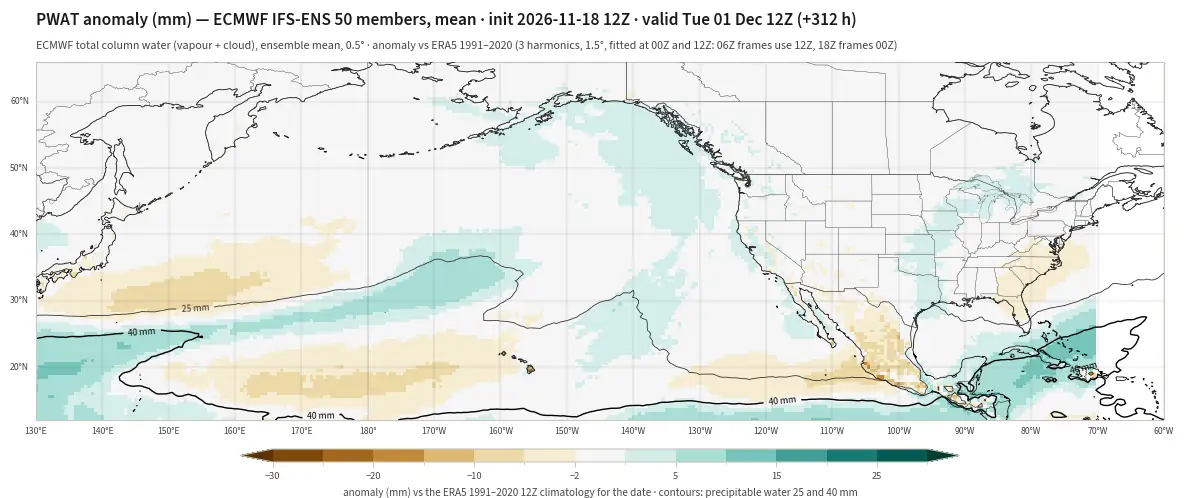 PWAT anomaly (mm) — ECMWF IFS-ENS 50 members, mean · init 2026-11-18 12Z · valid Tue 01 Dec 12Z (+312 h)
ECMWF total column water (vapour + cloud), ensemble mean, 0.5° · anomaly vs ERA5 1991–2020 (3 harmonics, 1.5°, fitted at 00Z and 12Z: 06Z frames use 12Z, 18Z frames 00Z)
60°N
50°N
40°N
30°N
25 mm
40 mm
20°N
40 mm
40 mm
40 mm
130°E 140°E 150°E 160°E 170°E 180° 170°W 160°W 150°W 140°W 130°W 120°W 110°W 100°W 90°W 80°W 70°W 60°W
−30 −20 −10 −2 5 15 25
anomaly (mm) vs the ERA5 1991–2020 12Z climatology for the date · contours: precipitable water 25 and 40 mm